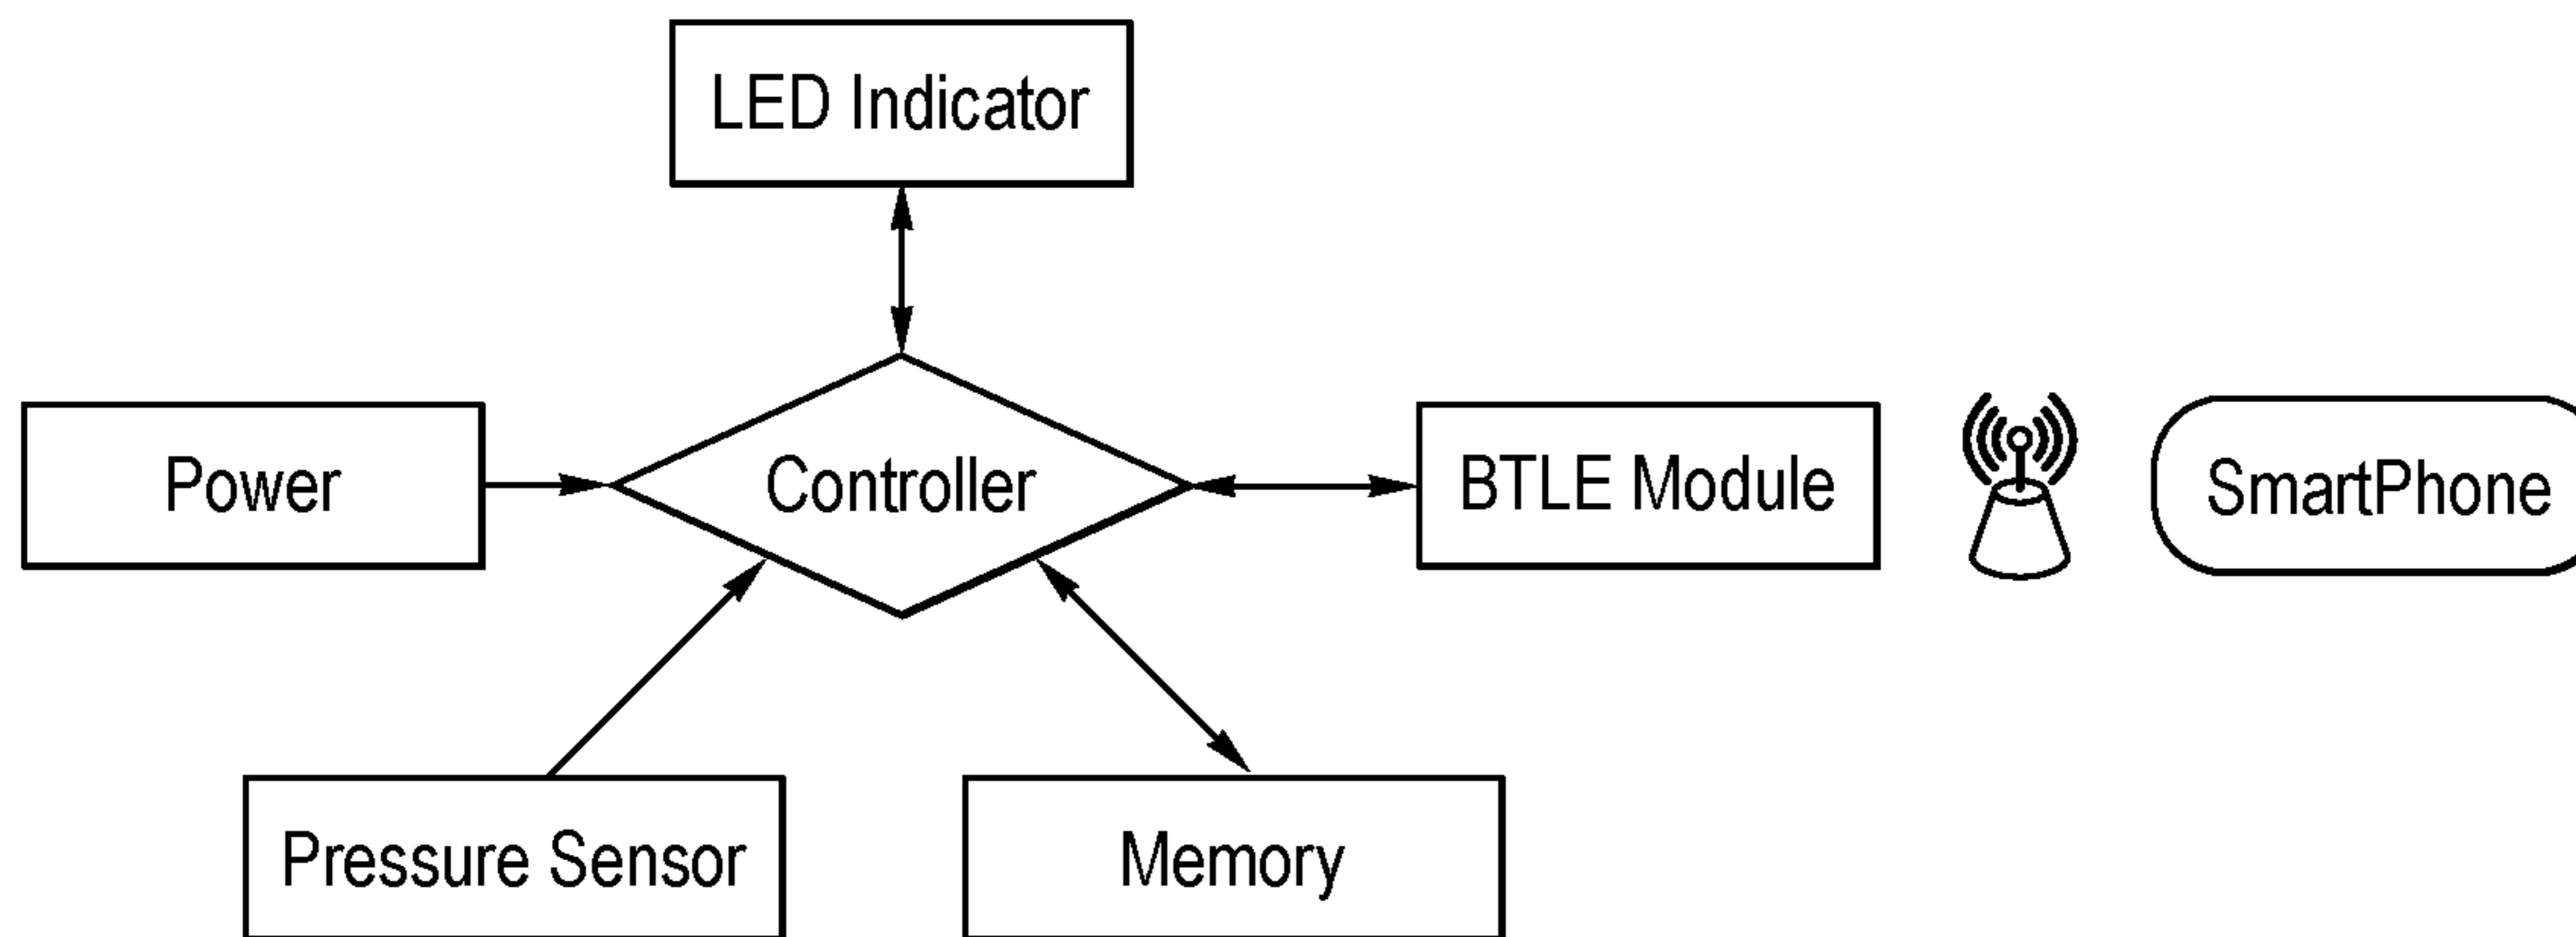 LED Indicator
Power
Controller
BTLE Module
SmartPhone
Pressure Sensor
Memory